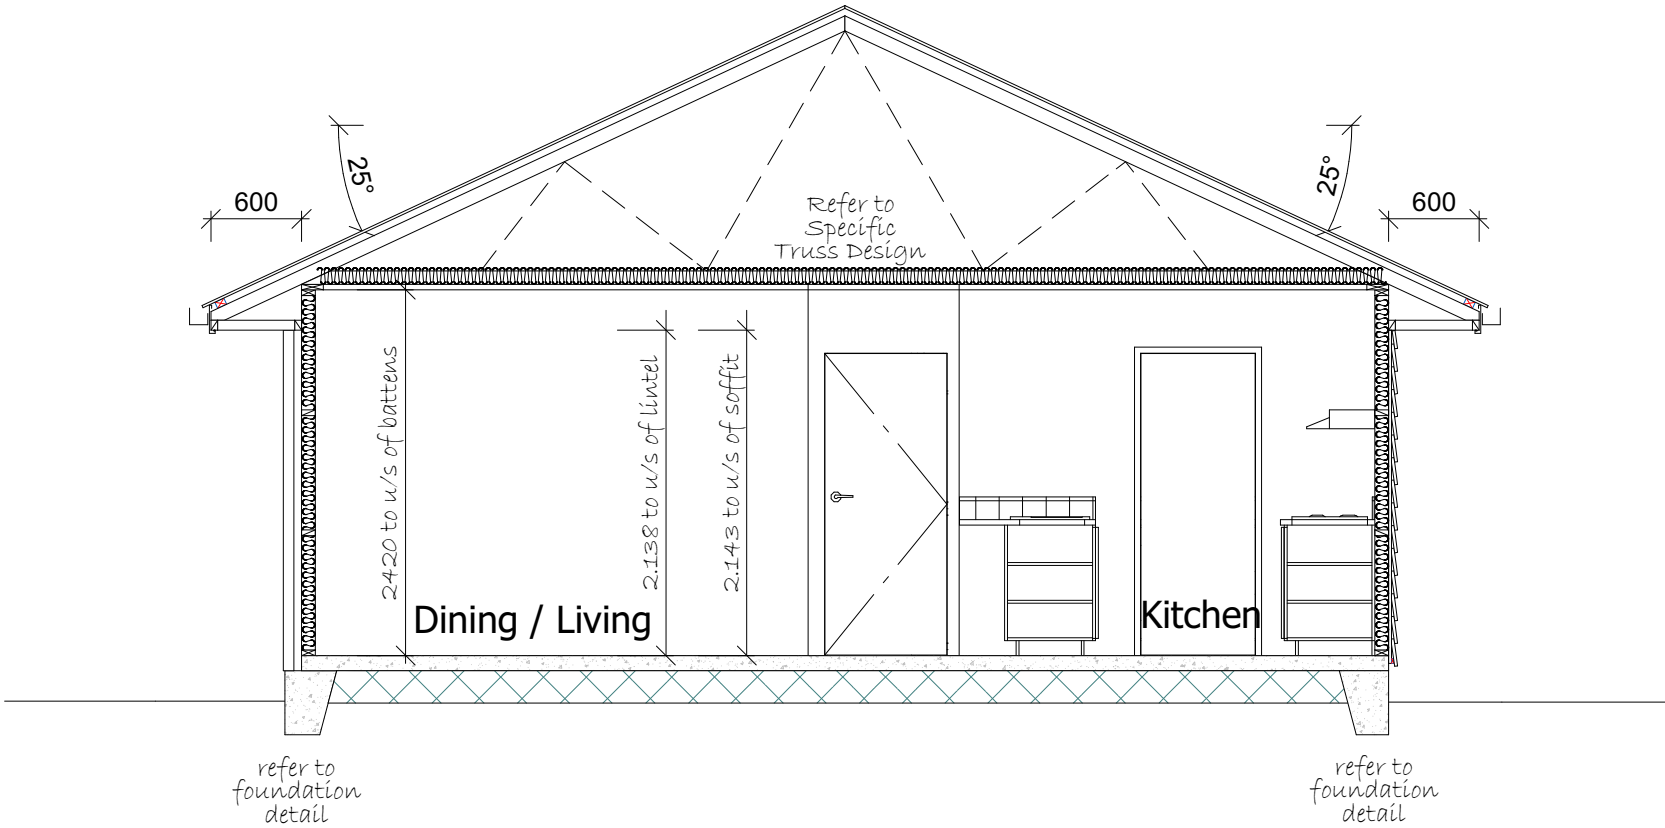 25°
25°
600
600
Refer to
Specific
Truss Design
2420 to u/s of battens
2.138 to u/s of lintel
2.143 to u/s of soffit
Dining / Living
Kitchen
refer to
foundation
detail
refer to
foundation
detail